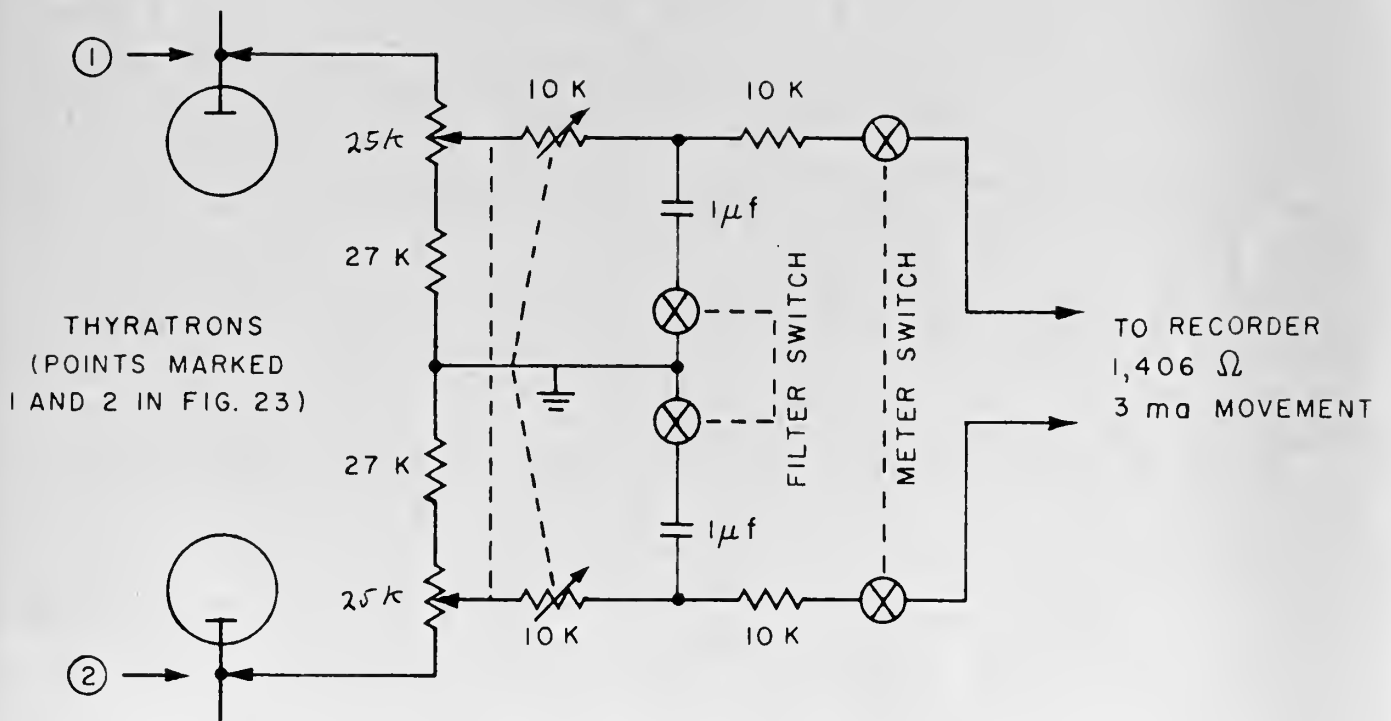 1
10 K
10 K
25k
1μf
27 K
FILTER SWITCH
METER SWITCH
THYRATRONS
(POINTS MARKED
1 AND 2 IN FIG. 23)
TO RECORDER
1,406 Ω
3 ma MOVEMENT
27 K
1μf
25k
10 K
10 K
2